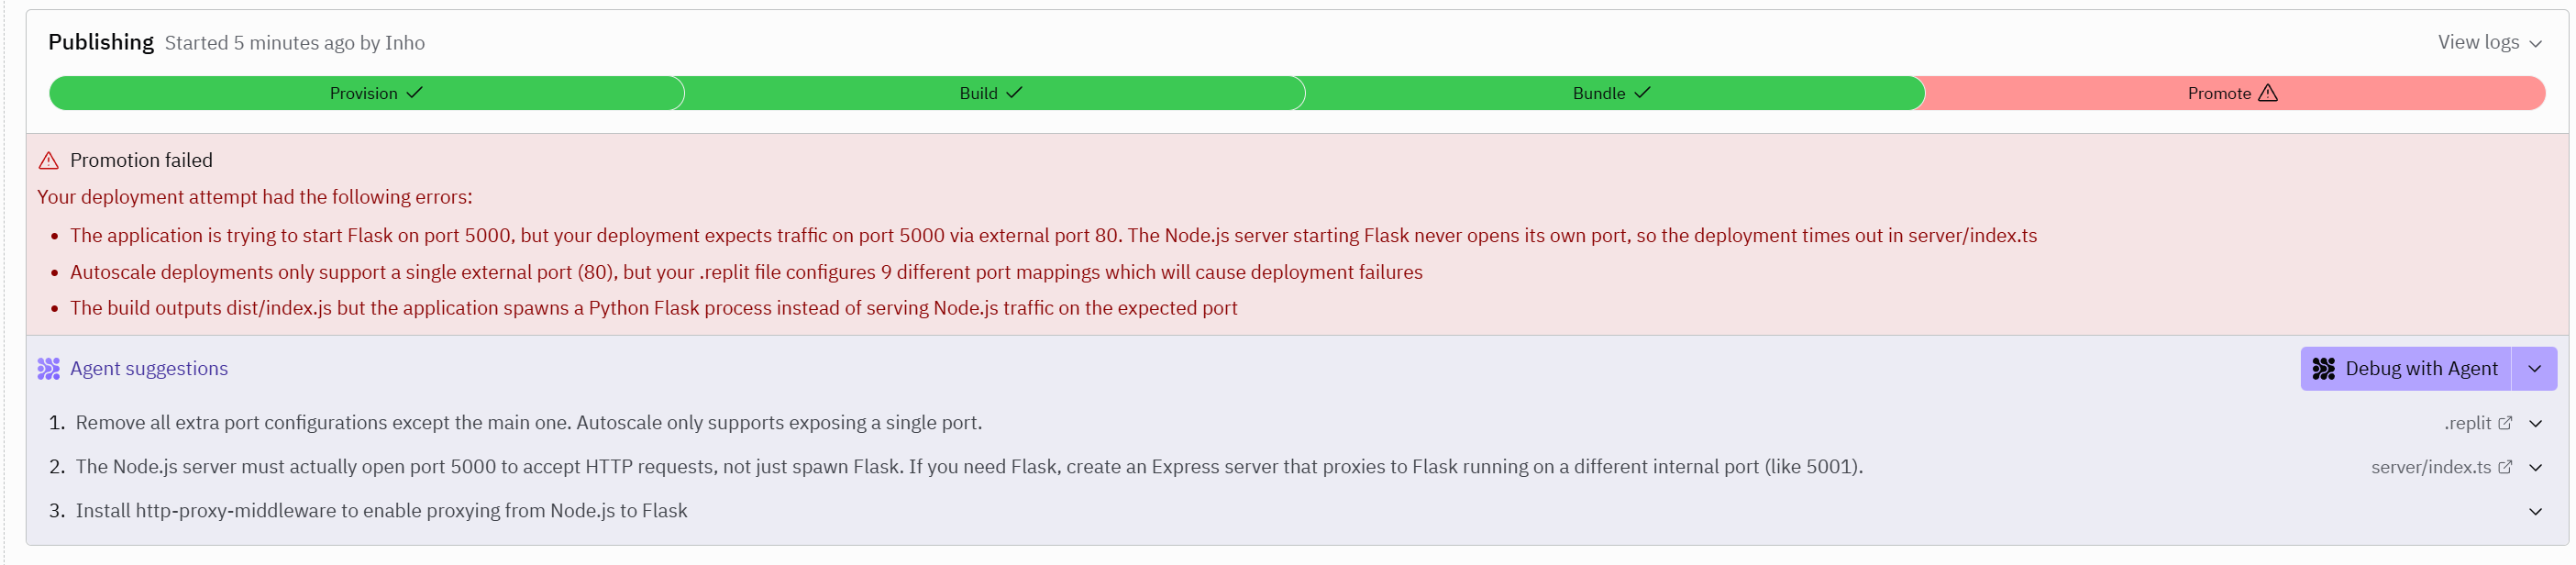 Publishing Started 5 minutes ago by Inho
View logs
Provision
Build
Bundle
Promote
Promotion failed
Your deployment attempt had the following errors:
• The application is trying to start Flask on port 5000, but your deployment expects traffic on port 5000 via external port 80. The Node.js server starting Flask never opens its own port, so the deployment times out in server/index.ts
• Autoscale deployments only support a single external port (80), but your .replit file configures 9 different port mappings which will cause deployment failures
• The build outputs dist/index.js but the application spawns a Python Flask process instead of serving Node.js traffic on the expected port
Agent suggestions
Debug with Agent
1. Remove all extra port configurations except the main one. Autoscale only supports exposing a single port.
.replit
2. The Node.js server must actually open port 5000 to accept HTTP requests, not just spawn Flask. If you need Flask, create an Express server that proxies to Flask running on a different internal port (like 5001).
server/index.ts
3. Install http-proxy-middleware to enable proxying from Node.js to Flask